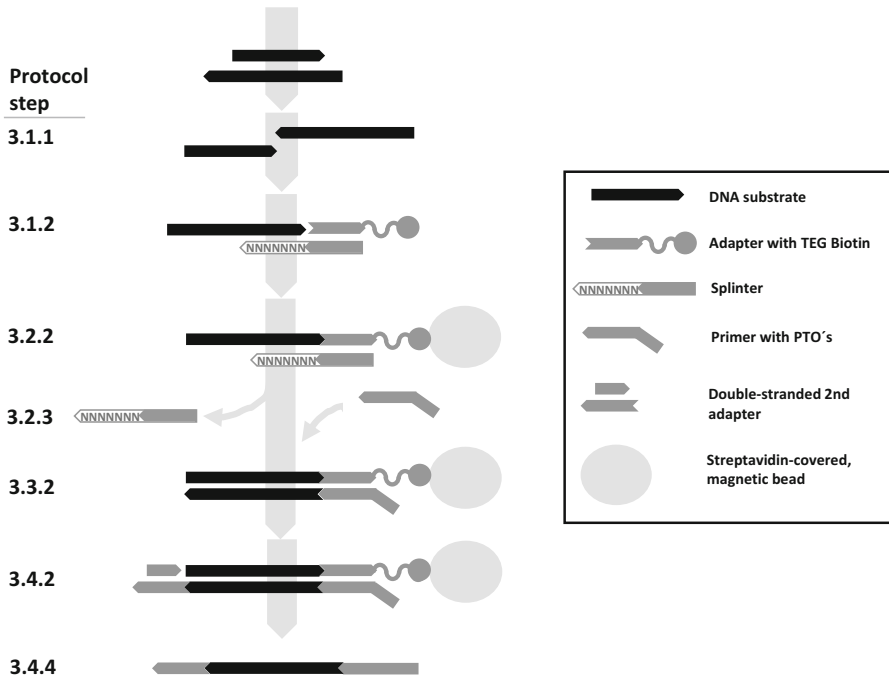 Protocol
step
3.1.1
3.1.2
NNNNNNN
3.2.2
NNNNNNN
3.2.3
NNNNNNN
3.3.2
3.4.2
3.4.4
DNA substrate
Adapter with TEG Biotin
NNNNNNN
Splinter
Primer with PTO´s
Double-stranded 2nd
adapter
Streptavidin-covered,
magnetic bead